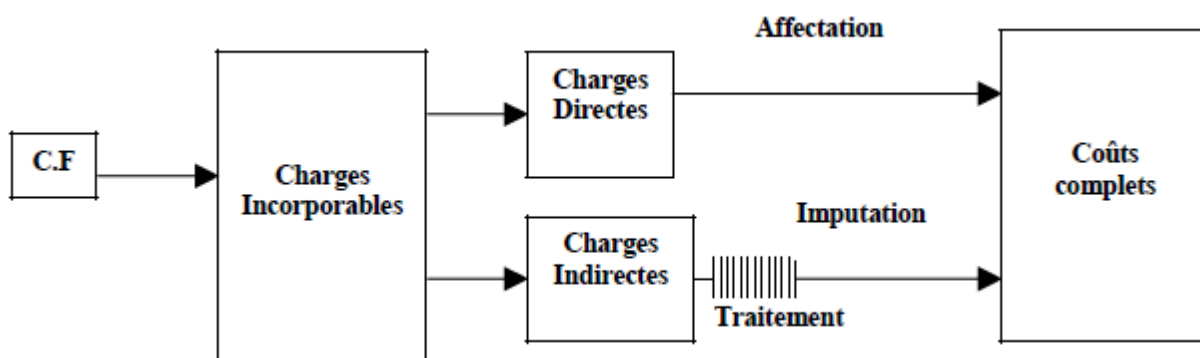 Affectation
Charges
Directes
C.F
Charges
Incorporables
Coûts
complets
Imputation
Charges
Indirectes
Traitement